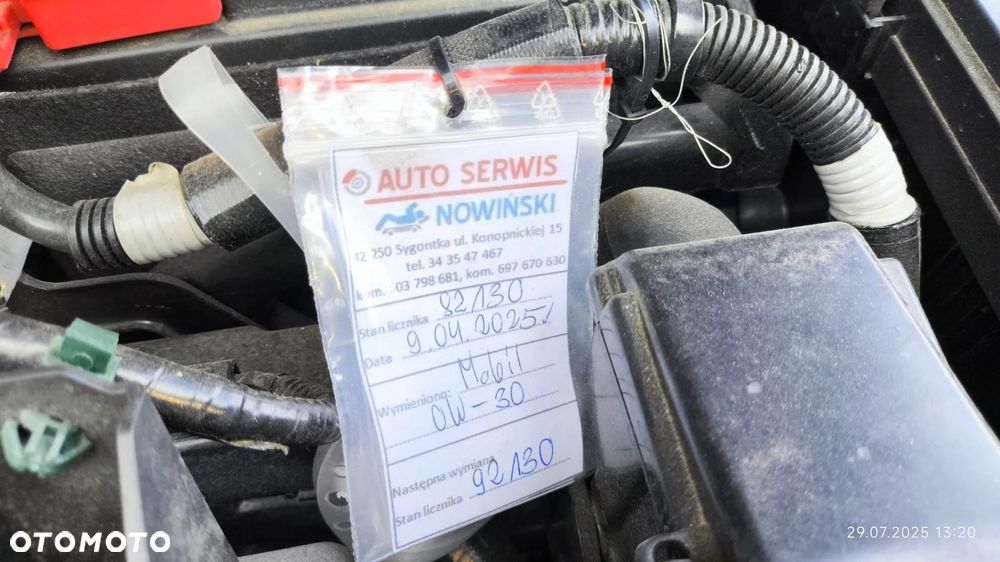 AUTO SERWIS
NOWIŃSKI
42 250 Sygontka ul. Konopnickiej 15
tel. 34 35 47 467
kom. 503 798 681, kom. 697 670 630
Stan licznika 82130
Data 9.04.2025
Wymieniono: Mobil
0W-30
Następna wymiana
Stan licznika 92130
OTOMOTO
29.07.2025 13:20